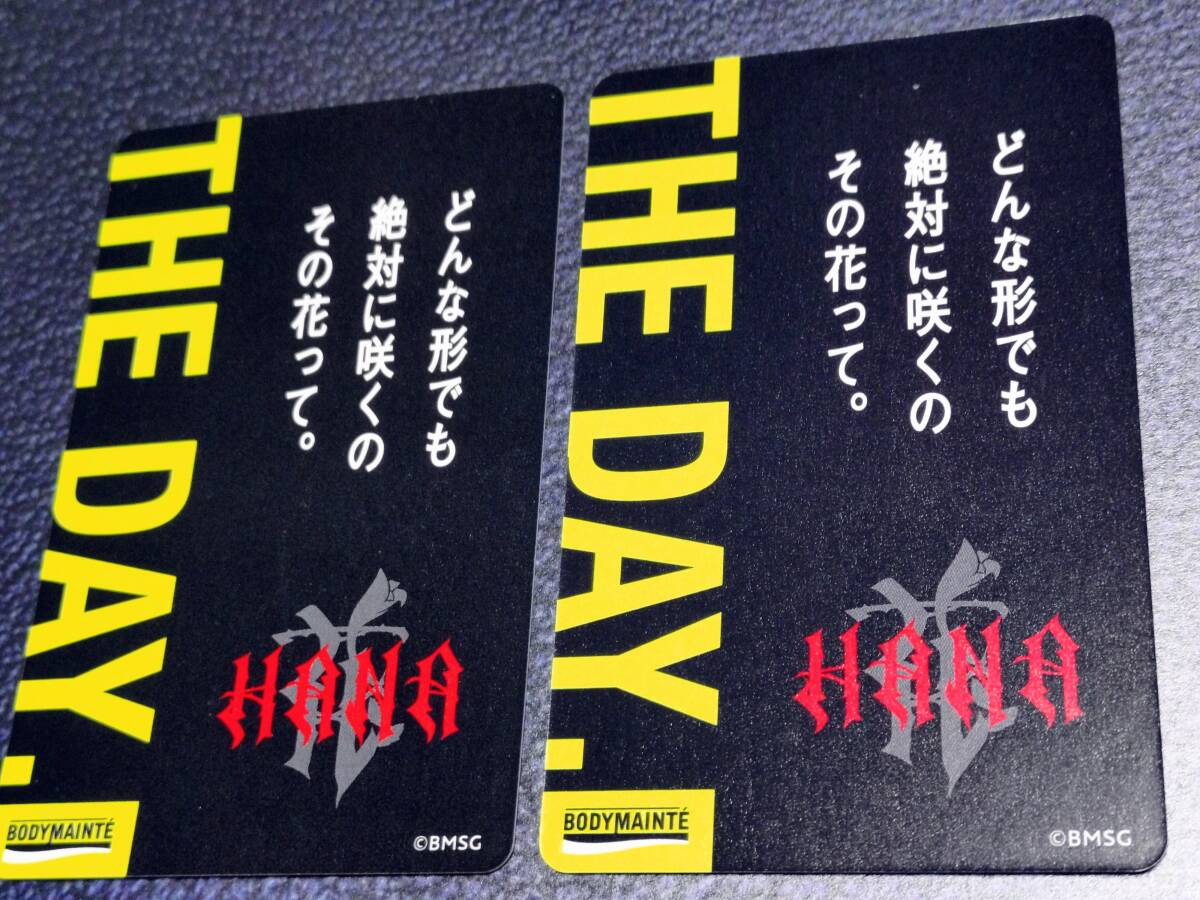 THE DAY.
どんな形でも
絶対に咲くの
その花って。
HANA
花
BODYMAINTÉ
©BMSG
THE DAY.
どんな形でも
絶対に咲くの
その花って。
HANA
花
BODYMAINTÉ
©BMSG